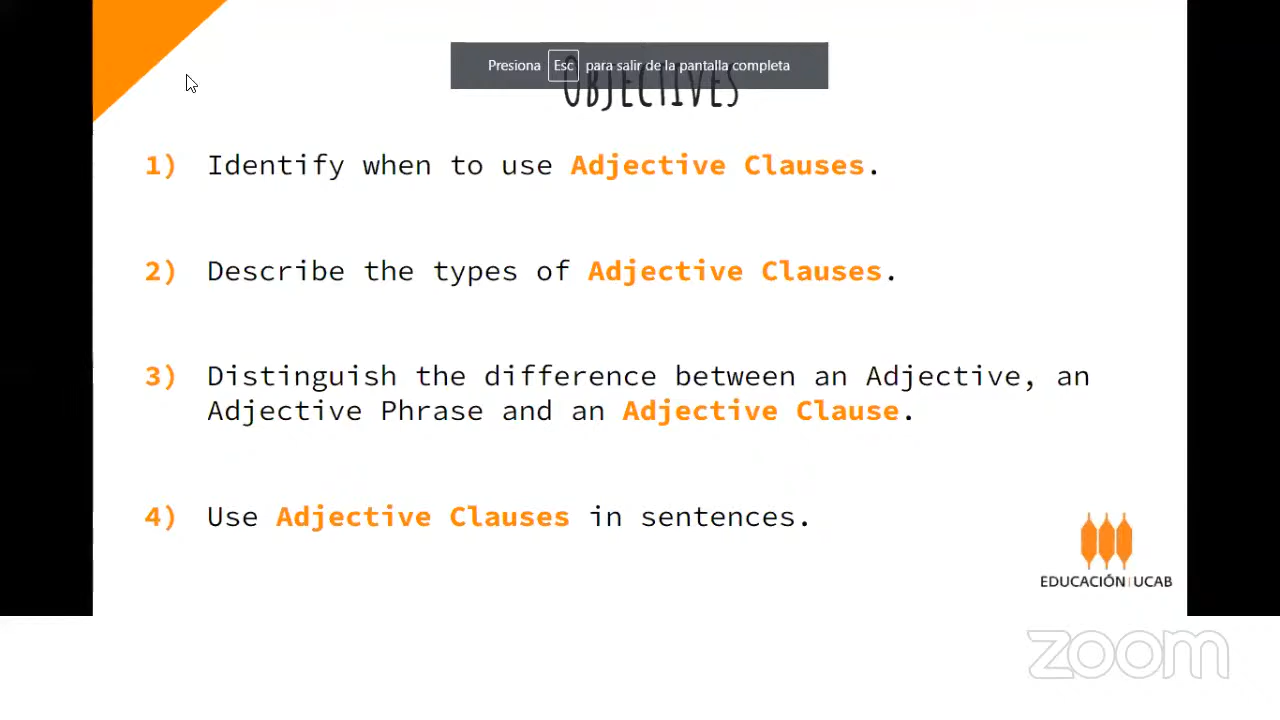 Presiona Esc para salir de la pantalla completa
OBJECTIVES
1) Identify when to use Adjective Clauses.
2) Describe the types of Adjective Clauses.
3) Distinguish the difference between an Adjective, an
Adjective Phrase and an Adjective Clause.
4) Use Adjective Clauses in sentences.
EDUCACIÓN|UCAB
zoom